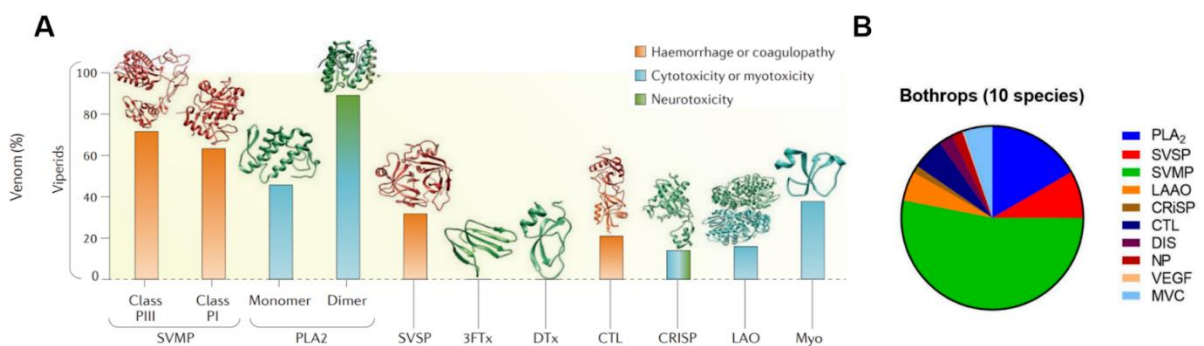 A
Venom (%)
Viperids
100
80
60
40
20
0
Haemorrhage or coagulopathy
Cytotoxicity or myotoxicity
Neurotoxicity
Class
PIII
Class
PI
Monomer
Dimer
SVMP
PLA2
SVSP
3FTx
DTx
CTL
CRISP
LAO
Myo
B
Bothrops (10 species)
PLA₂
SVSP
SVMP
LAAO
CRiSP
CTL
DIS
NP
VEGF
MVC